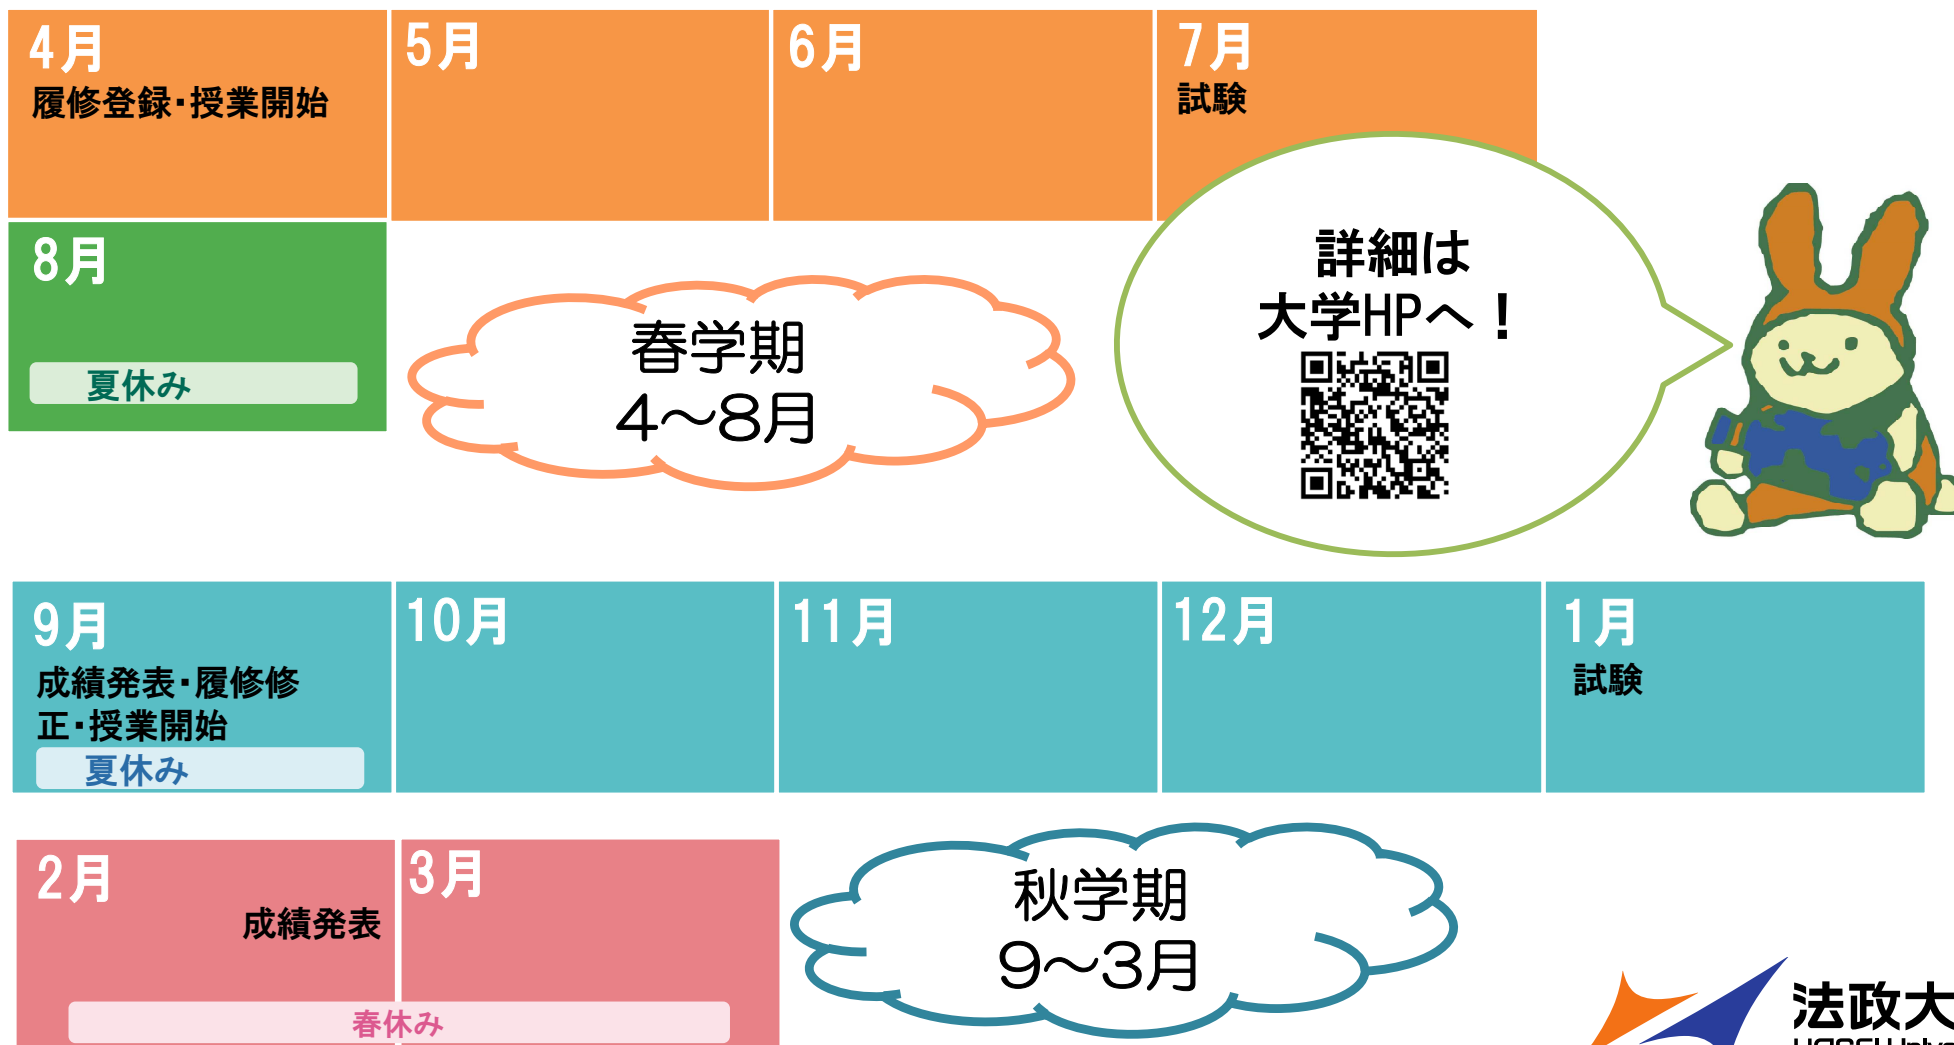 4月
履修登録・授業開始
5月
6月
7月
試験
8月
夏休み
春学期
4〜8月
詳細は
大学HPへ！
9月
成績発表・履修修
正・授業開始
夏休み
10月
11月
12月
1月
試験
2月
成績発表
3月
春休み
秋学期
9〜3月
法政大